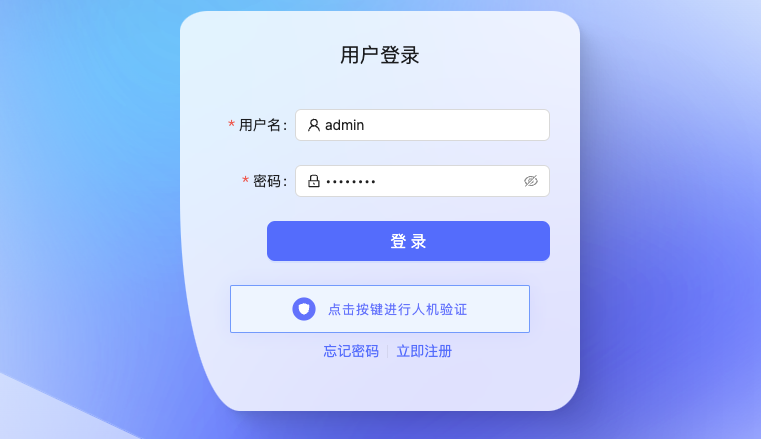 用户登录
* 用户名：
admin
* 密码：
••••••••
登 录
点击按键进行人机验证
忘记密码 立即注册